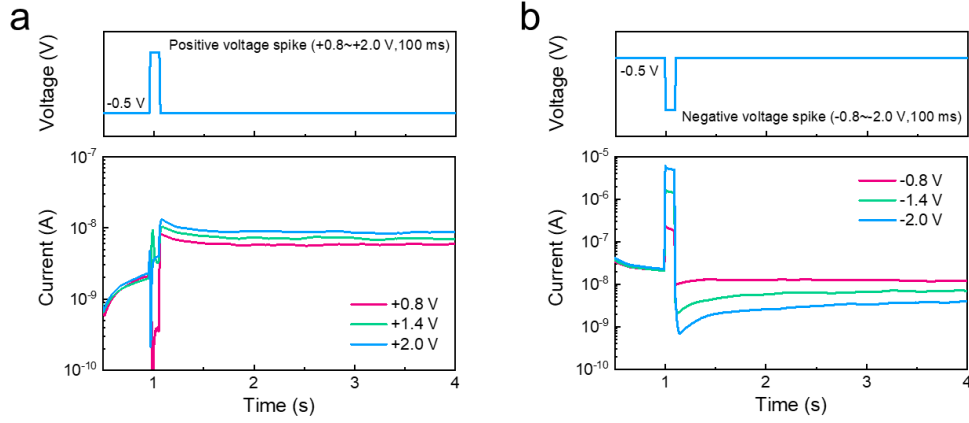 a
Voltage (V)
Positive voltage spike (+0.8~+2.0 V,100 ms)
-0.5 V
Current (A)
10⁻⁷
10⁻⁸
10⁻⁹
10⁻¹⁰
+0.8 V
+1.4 V
+2.0 V
1 2 3 4
Time (s)
b
Voltage (V)
-0.5 V
Negative voltage spike (-0.8~-2.0 V,100 ms)
Current (A)
10⁻⁵
10⁻⁶
10⁻⁷
10⁻⁸
10⁻⁹
10⁻¹⁰
-0.8 V
-1.4 V
-2.0 V
1 2 3 4
Time (s)